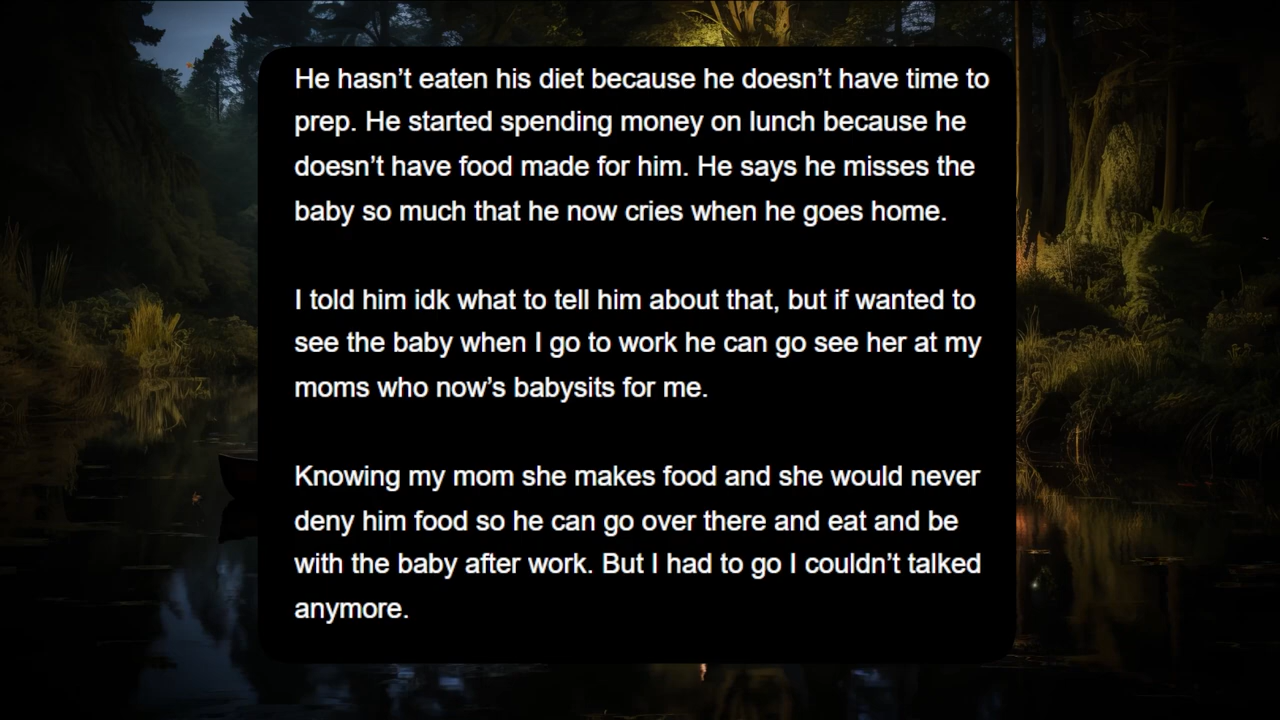 He hasn’t eaten his diet because he doesn’t have time to
prep. He started spending money on lunch because he
doesn’t have food made for him. He says he misses the
baby so much that he now cries when he goes home.
I told him idk what to tell him about that, but if wanted to
see the baby when I go to work he can go see her at my
moms who now’s babysits for me.
Knowing my mom she makes food and she would never
deny him food so he can go over there and eat and be
with the baby after work. But I had to go I couldn’t talked
anymore.